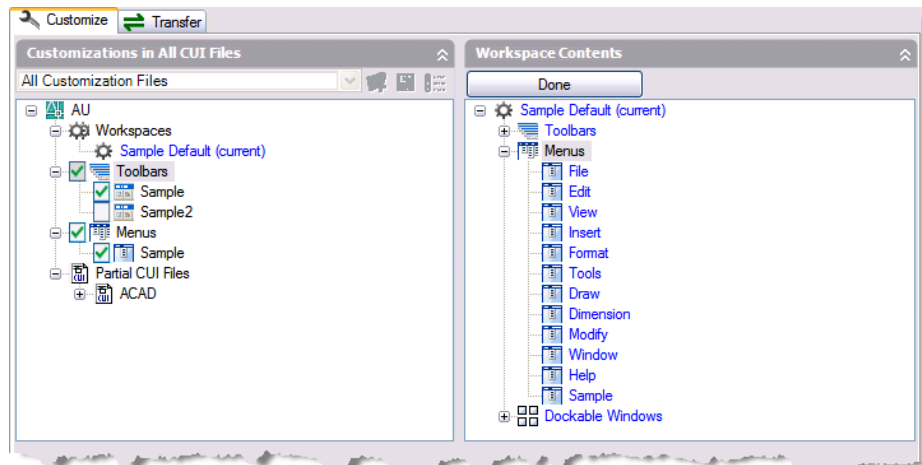 Customize
Transfer
Customizations in All CUI Files
All Customization Files
AU
Workspaces
Sample Default (current)
Toolbars
Sample
Sample2
Menus
Sample
Partial CUI Files
ACAD
Workspace Contents
Done
Sample Default (current)
Toolbars
Menus
File
Edit
View
Insert
Format
Tools
Draw
Dimension
Modify
Window
Help
Sample
Dockable Windows